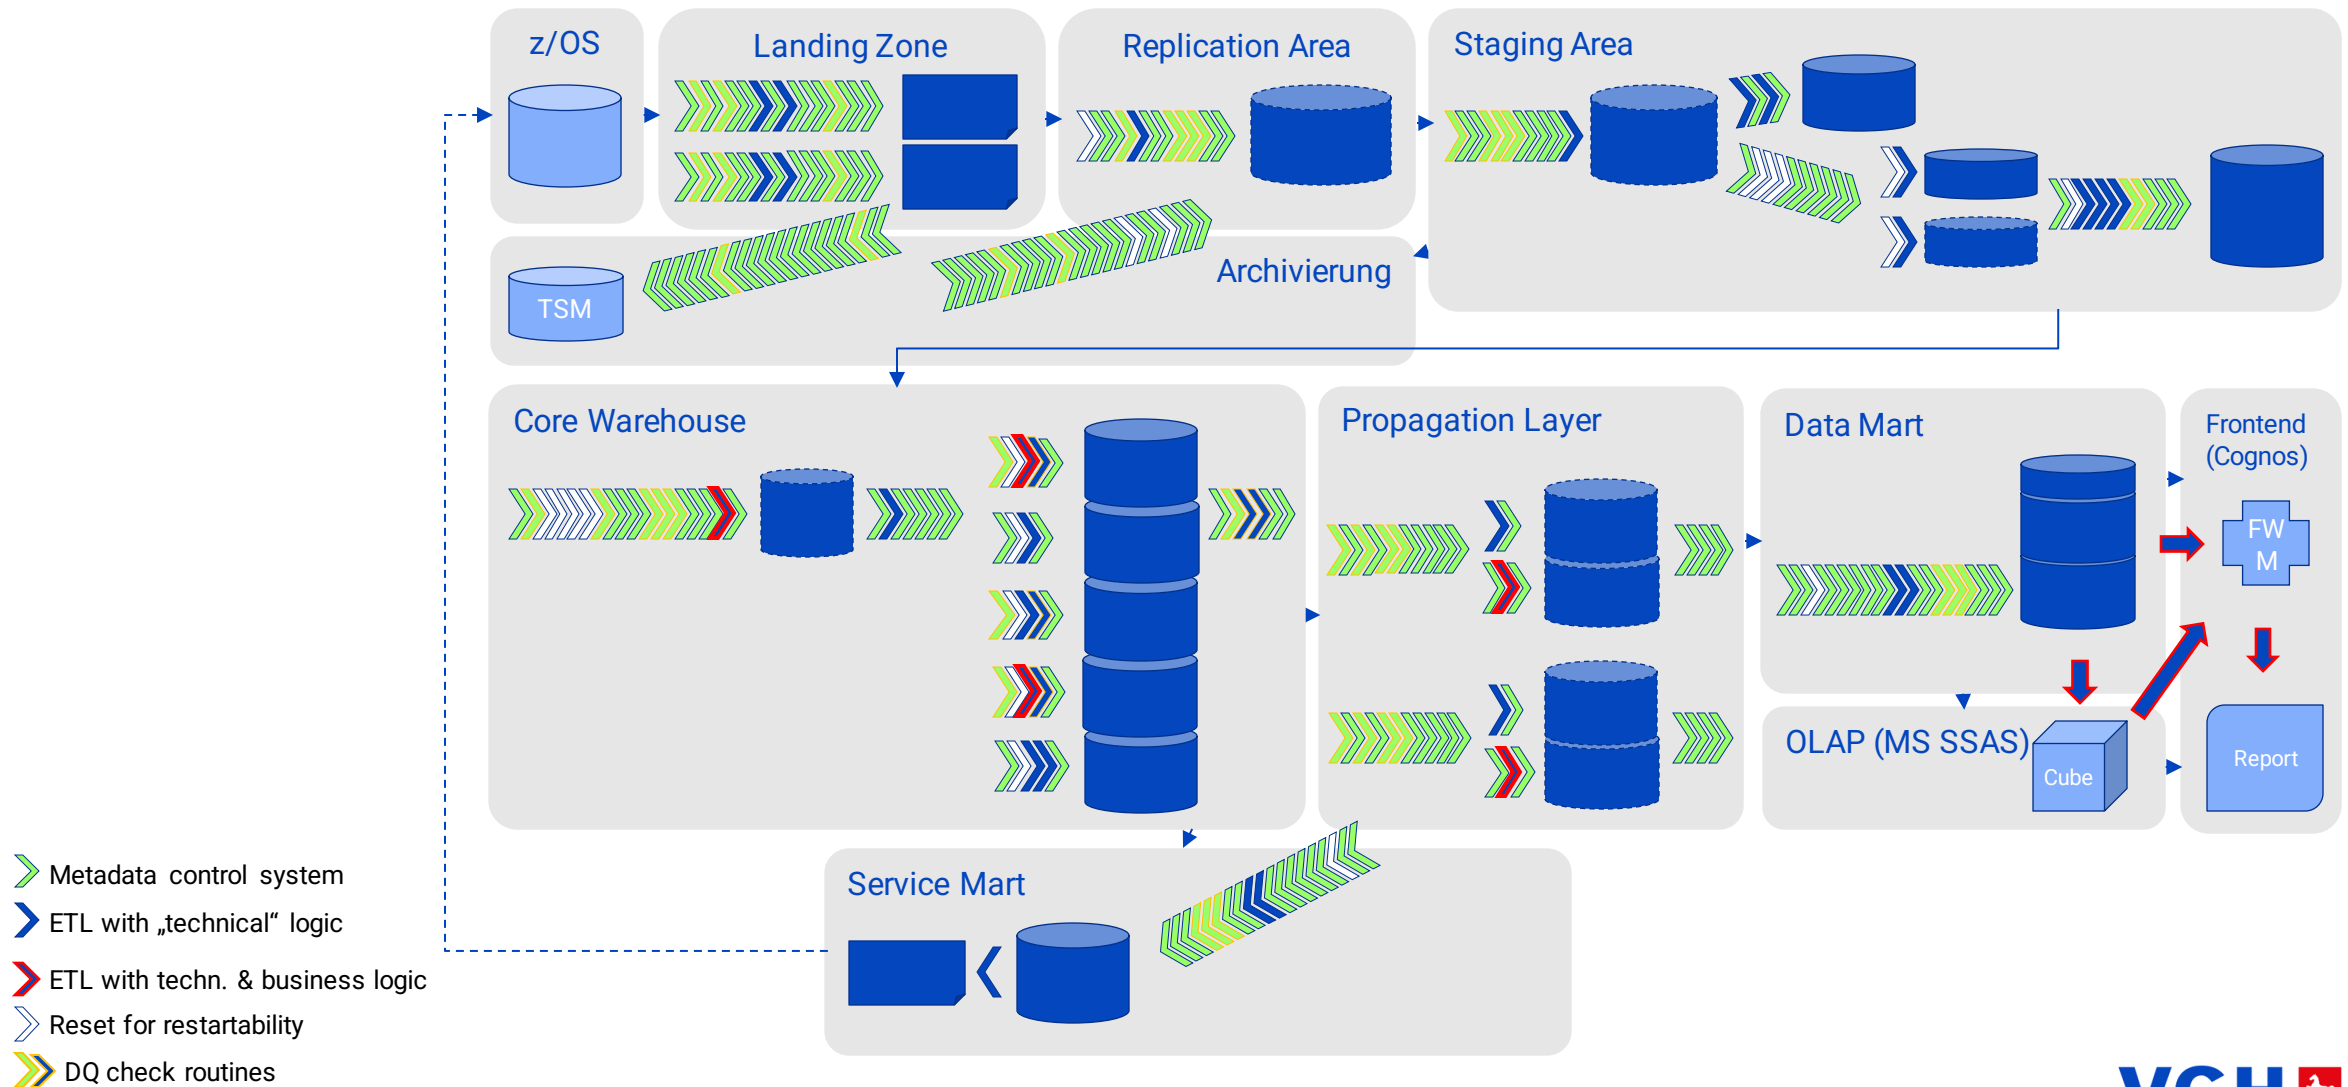 z/OS
Landing Zone
Replication Area
Staging Area
TSM
Archivierung
Core Warehouse
Propagation Layer
Data Mart
Frontend
(Cognos)
FW
M
OLAP (MS SSAS)
Cube
Report
Service Mart
Metadata control system
ETL with „technical“ logic
ETL with techn. & business logic
Reset for restartability
DQ check routines
VGH